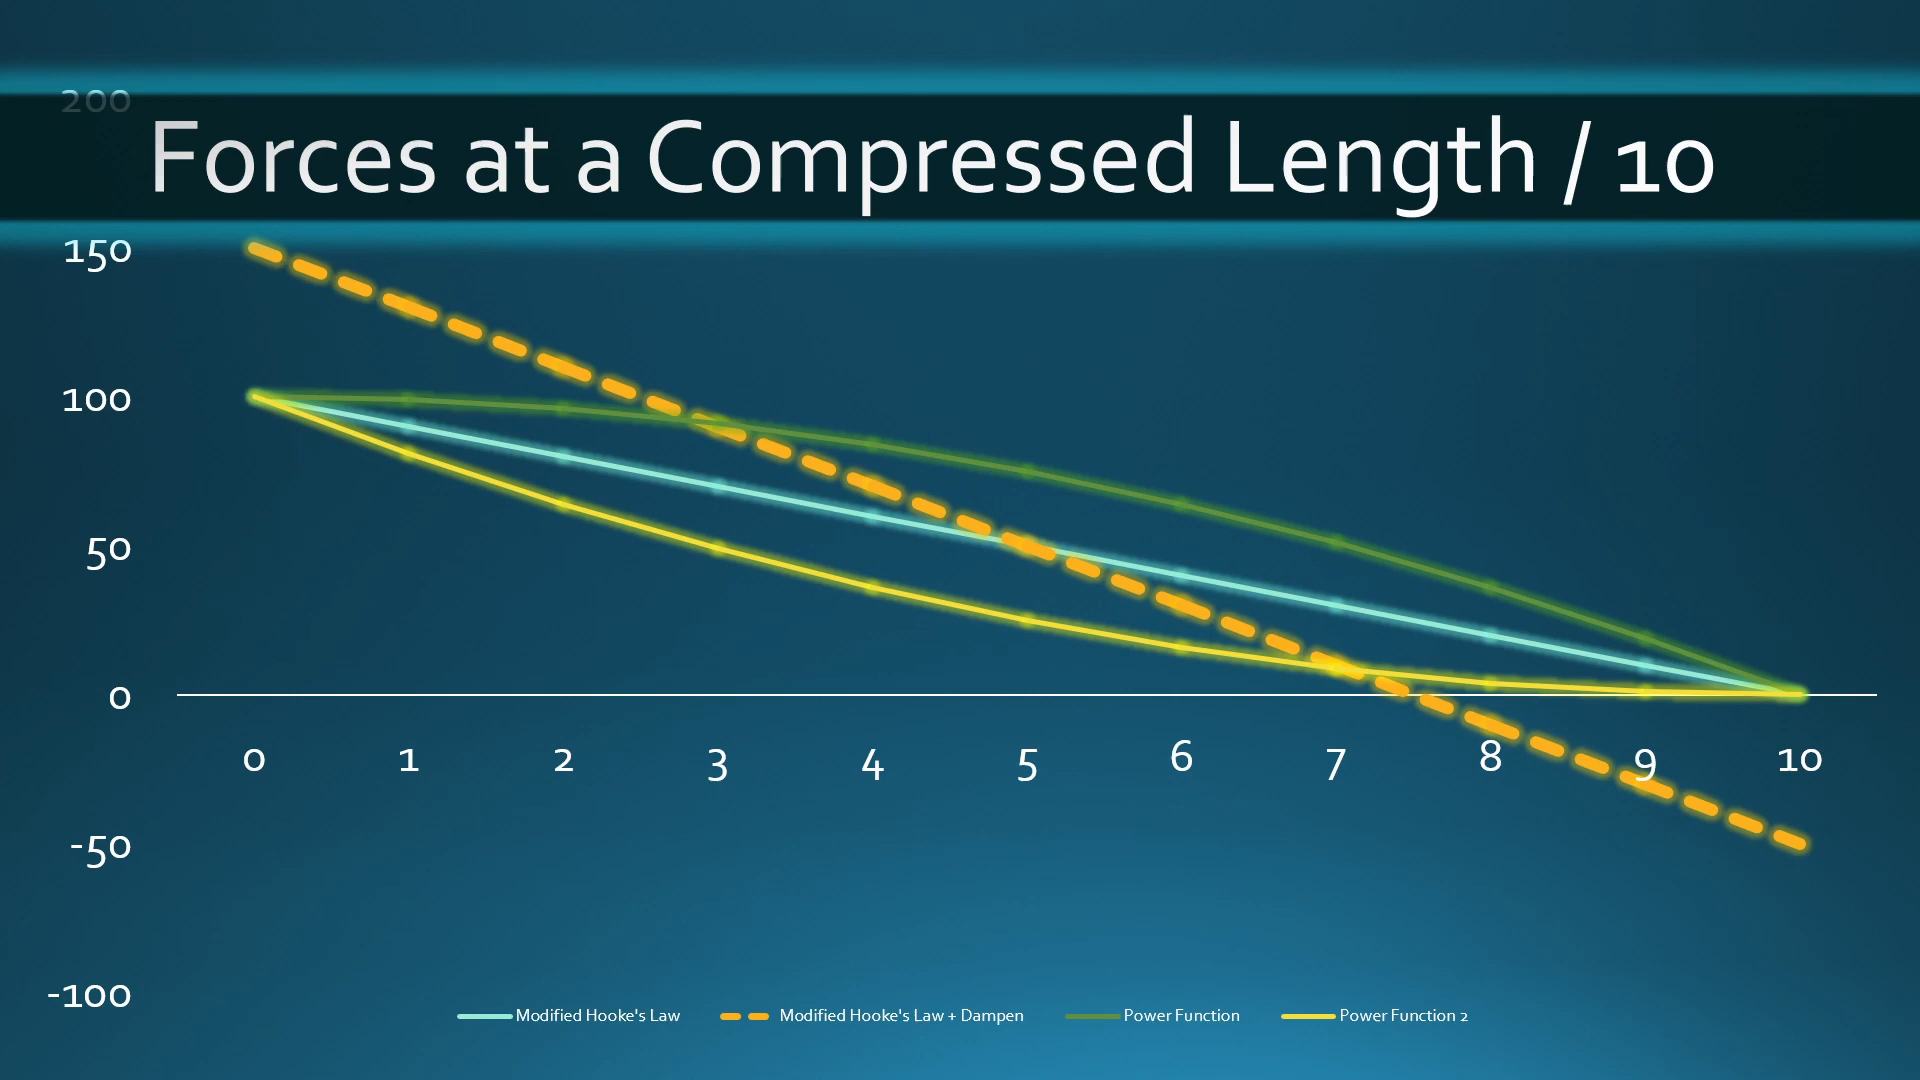 200
Forces at a Compressed Length / 10
150
100
50
0
0 1 2 3 4 5 6 7 8 9 10
-50
-100
Modified Hooke's Law Modified Hooke's Law + Dampen Power Function Power Function 2